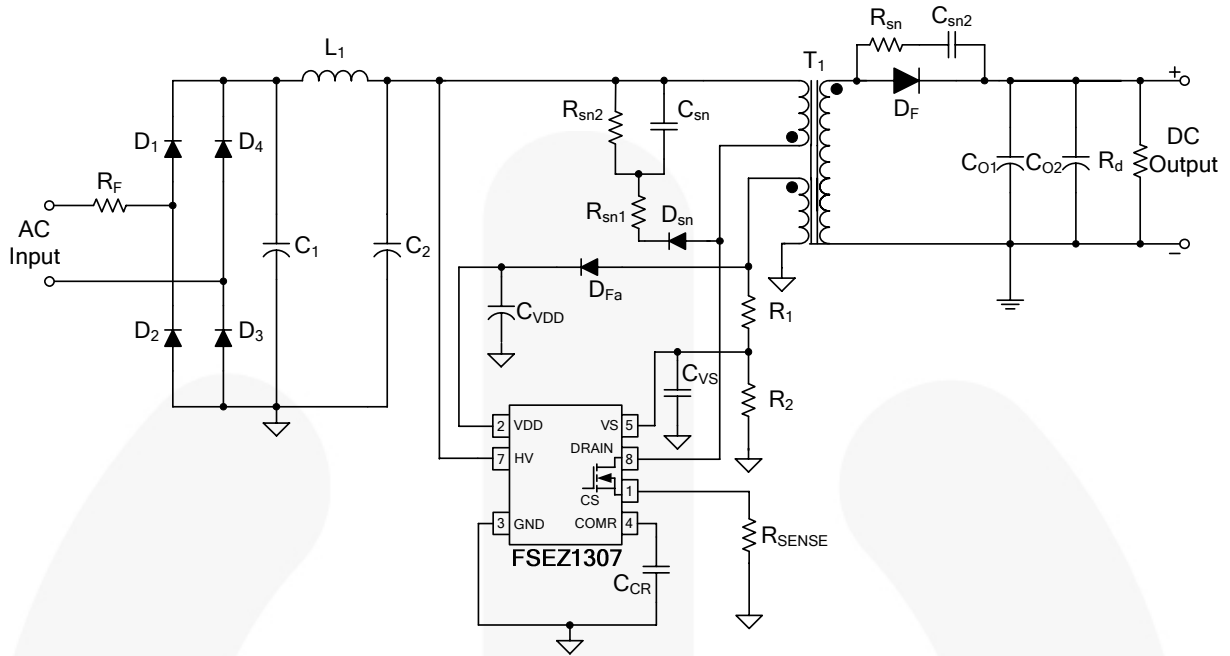 L1
T1
Rsn
Csn2
DF
+
Rsn2
Csn
D1
D4
RF
AC
Input
C1
C2
Rsn1
Dsn
CO1
CO2
Rd
DC
Output
−
DFa
CVDD
R1
CVS
R2
D2
D3
2
VDD
VS
5
7
HV
DRAIN
8
CS
1
3
GND
COMR
4
RSENSE
FSEZ1307
CCR